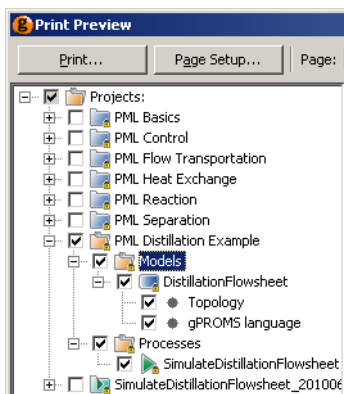 Print Preview
Print... Page Setup... Page:
Projects:
PML Basics
PML Control
PML Flow Transportation
PML Heat Exchange
PML Reaction
PML Separation
PML Distillation Example
Models
DistillationFlowsheet
Topology
gPROMS language
Processes
SimulateDistillationFlowsheet
SimulateDistillationFlowsheet_201006